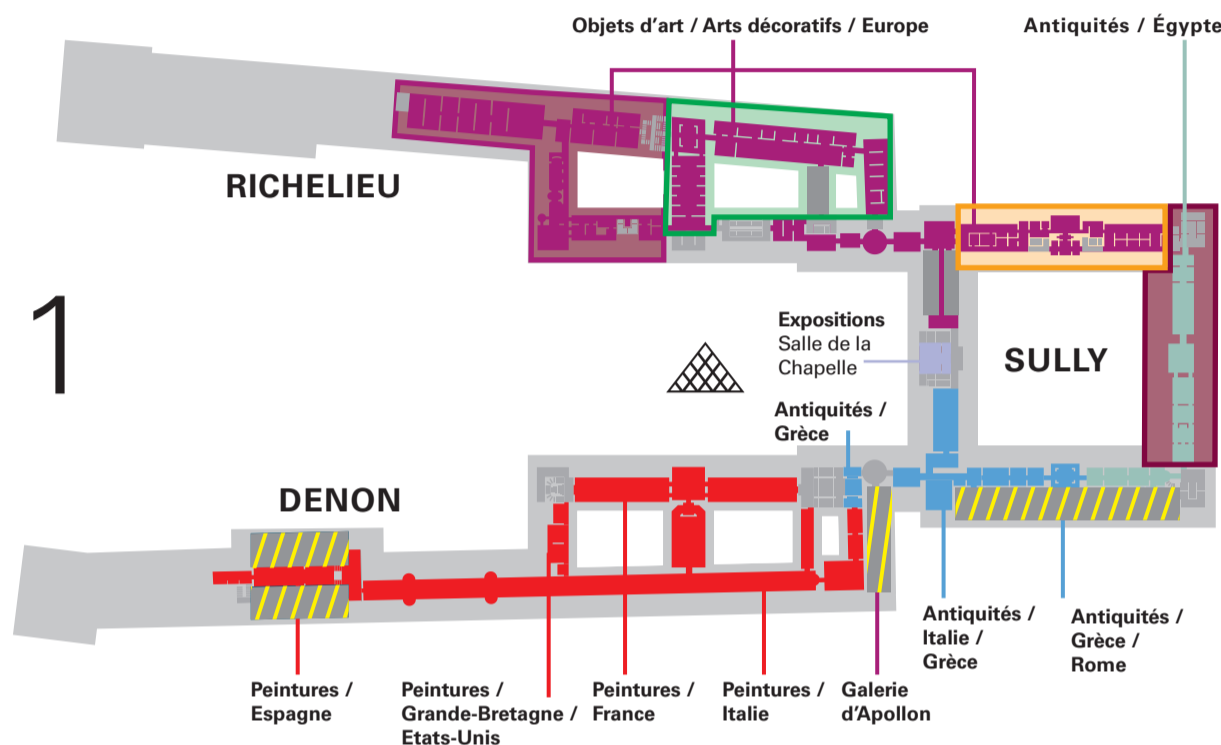 Objets d'art / Arts décoratifs / Europe
Antiquités / Égypte
RICHELIEU
1
Expositions
Salle de la
Chapelle
SULLY
Antiquités /
Grèce
DENON
Antiquités /
Italie /
Grèce
Antiquités /
Grèce /
Rome
Peintures /
Espagne
Peintures /
Grande-Bretagne /
Etats-Unis
Peintures /
France
Peintures /
Italie
Galerie
d'Apollon